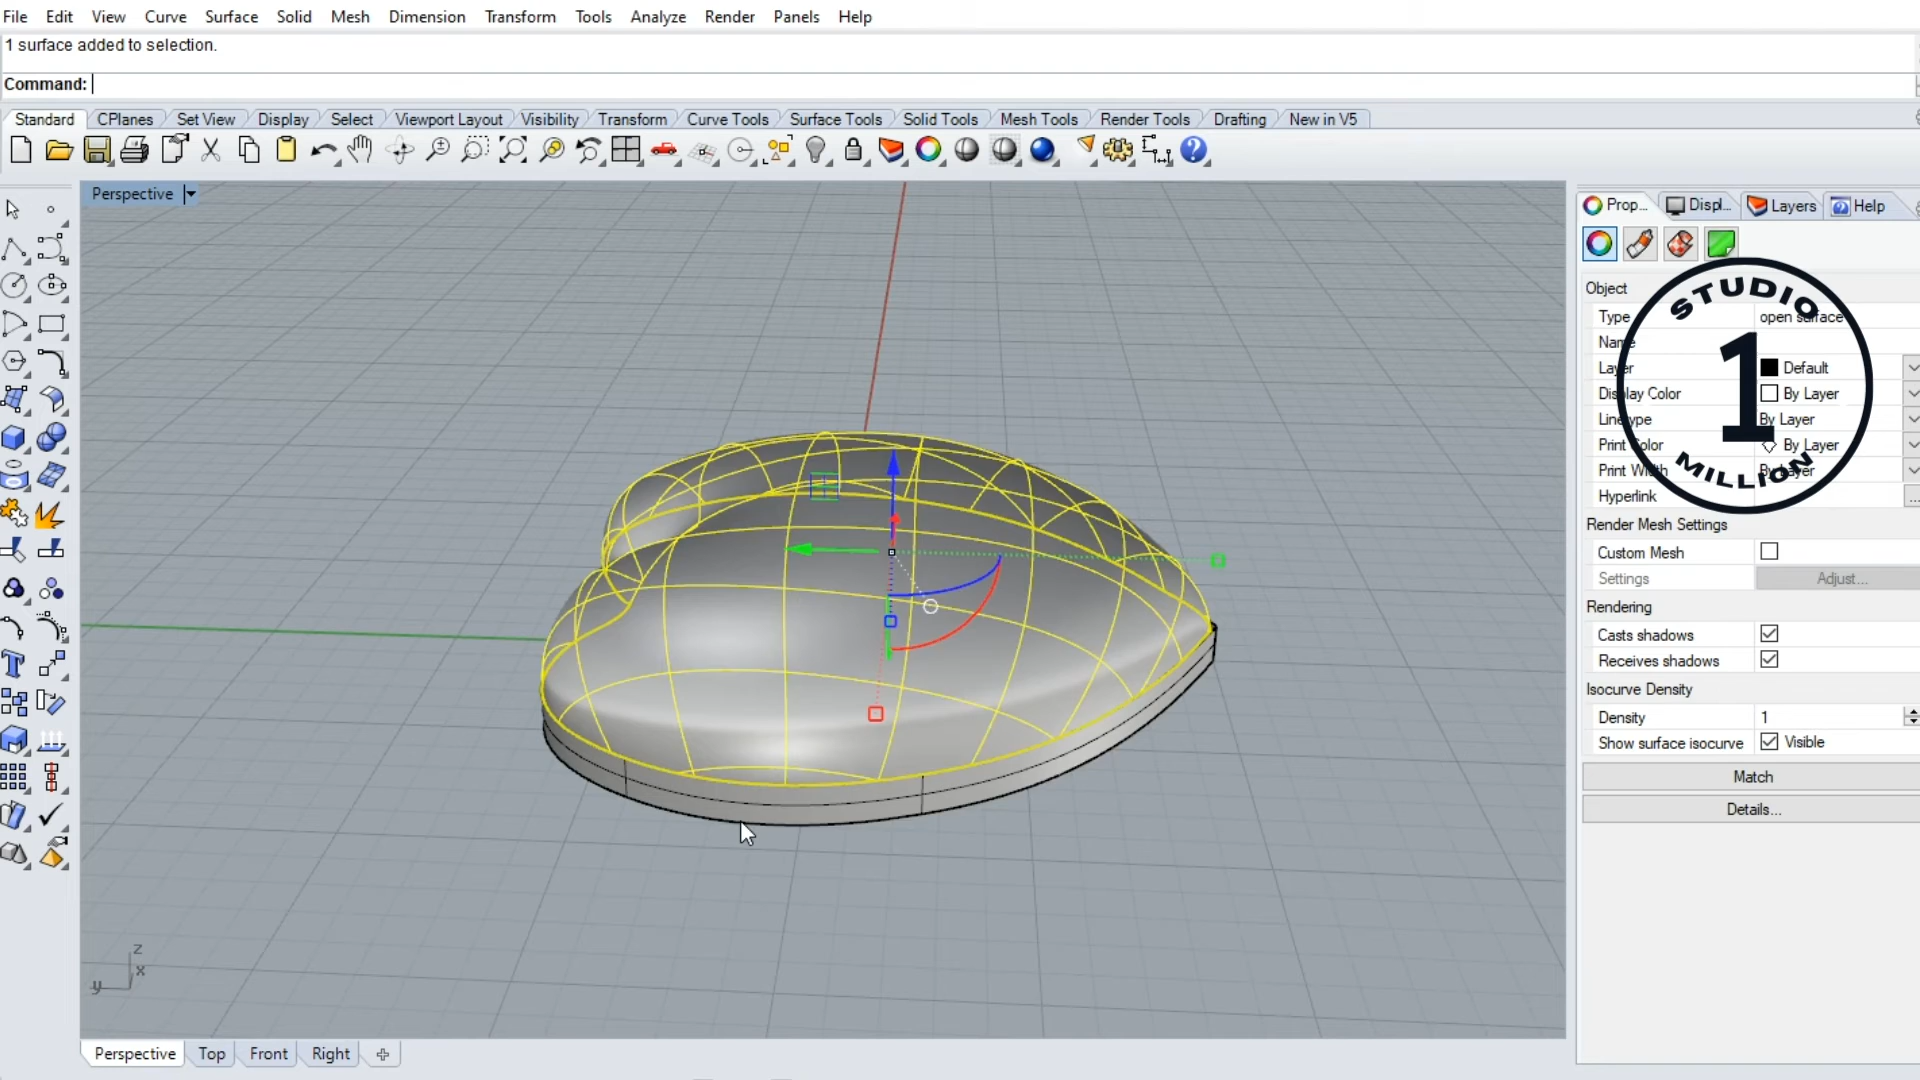 File Edit View Curve Surface Solid Mesh Dimension Transform Tools Analyze Render Panels Help
1 surface added to selection.
Command:
Standard CPlanes Set View Display Select Viewport Layout Visibility Transform Curve Tools Surface Tools Solid Tools Mesh Tools Render Tools Drafting New in V5
Perspective
Prop... Displ... Layers Help
Object
STUDIO
1
MILLION
Type open surface
Name
Layer Default
Display Color By Layer
Linetype By Layer
Print Color By Layer
Print Width By Layer
Hyperlink ...
Render Mesh Settings
Custom Mesh
Settings Adjust...
Rendering
Casts shadows
Receives shadows
Isocurve Density
Density 1
Show surface isocurve Visible
Match
Details...
z
x
y
Perspective Top Front Right